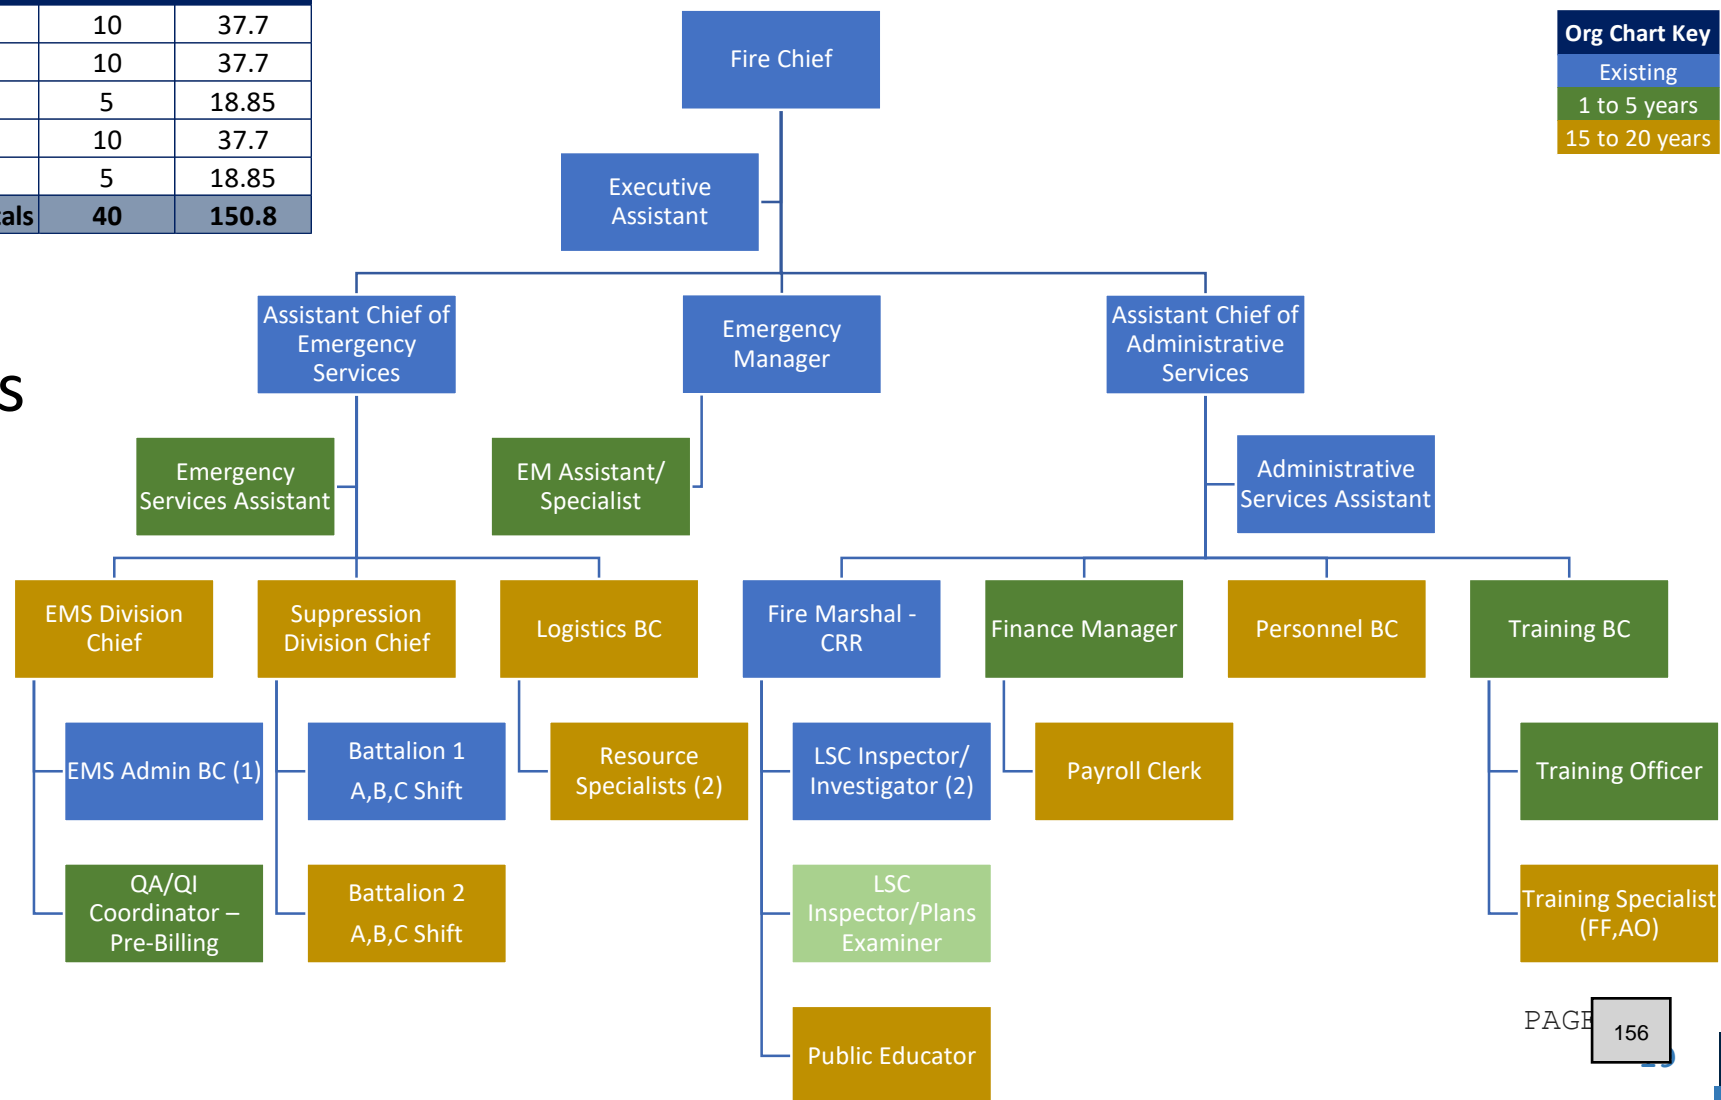 10 37.7
10 37.7
5 18.85
10 37.7
5 18.85
tals 40 150.8
s
Org Chart Key
Existing
1 to 5 years
15 to 20 years
Fire Chief
Executive
Assistant
Assistant Chief of
Emergency
Services
Emergency
Manager
Assistant Chief of
Administrative
Services
Emergency
Services Assistant
EM Assistant/
Specialist
Administrative
Services Assistant
EMS Division
Chief
Suppression
Division Chief
Logistics BC
Fire Marshal -
CRR
Finance Manager
Personnel BC
Training BC
EMS Admin BC (1)
Battalion 1
A,B,C Shift
Resource
Specialists (2)
LSC Inspector/
Investigator (2)
Payroll Clerk
Training Officer
QA/QI
Coordinator –
Pre-Billing
Battalion 2
A,B,C Shift
LSC
Inspector/Plans
Examiner
Training Specialist
(FF,AO)
Public Educator
PAGE
156